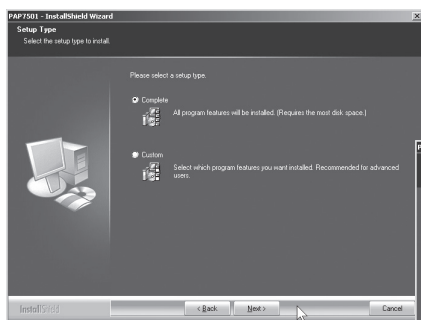 PAP7501 - InstallShield Wizard
Setup Type
Select the setup type to install.
Please select a setup type.
Complete
All program features will be installed. (Requires the most disk space.)
Custom
Select which program features you want installed. Recommended for advanced
users.
InstallShield
< Back
Next >
Cancel